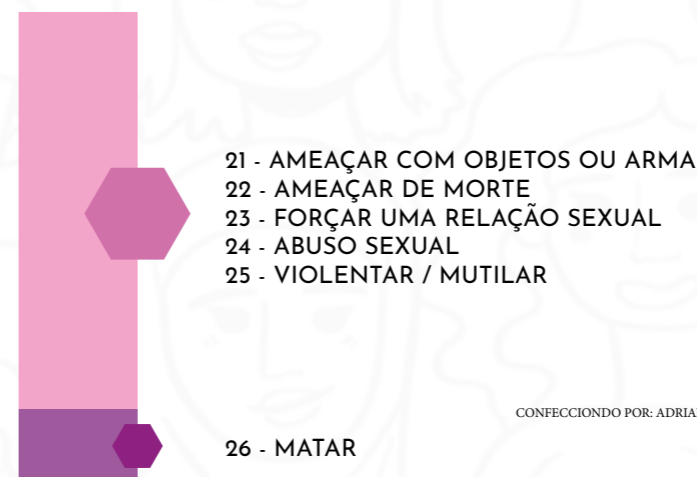 21 - AMEAÇAR COM OBJETOS OU ARMA
22 - AMEAÇAR DE MORTE
23 - FORÇAR UMA RELAÇÃO SEXUAL
24 - ABUSO SEXUAL
25 - VIOLENTAR / MUTILAR
CONFECCIONDO POR: ADRIA
26 - MATAR